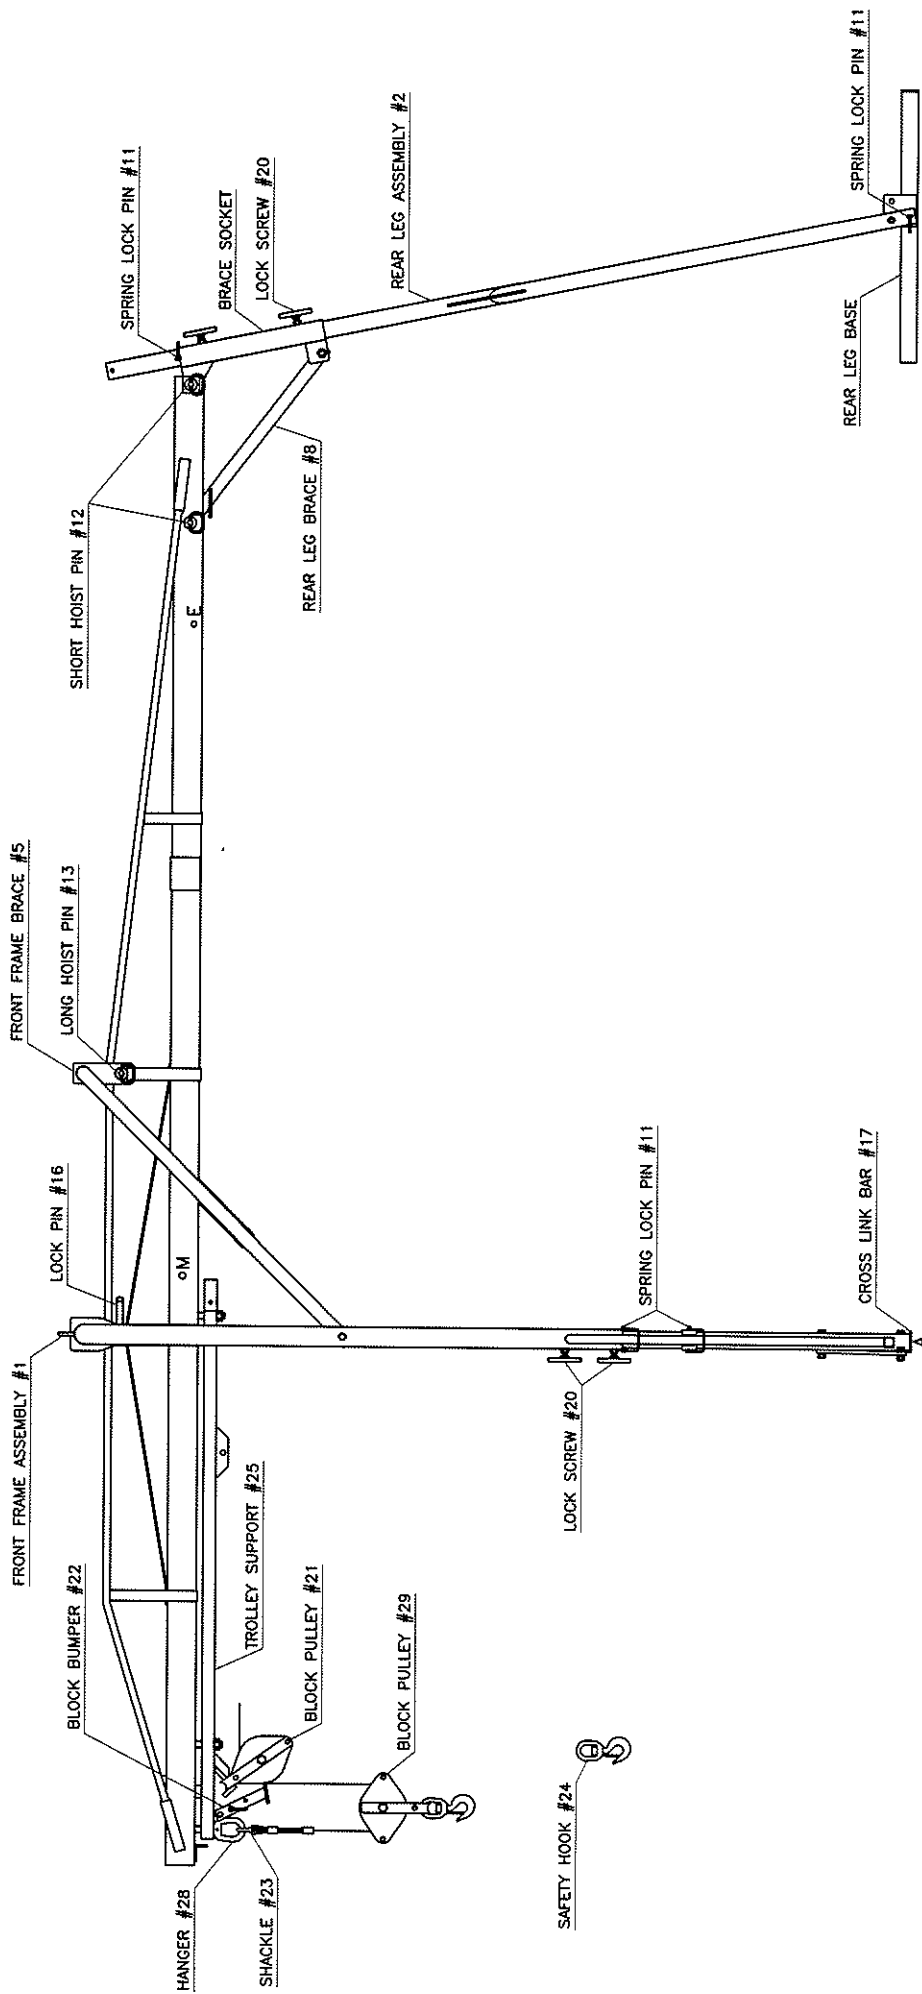 FRONT FRAME ASSEMBLY #1
LOCK PIN #16
FRONT FRAME BRACE #5
LONG HOIST PIN #13
SHORT HOIST PIN #12
SPRING LOCK PIN #11
BRACE SOCKET
LOCK SCREW #20
REAR LEG ASSEMBLY #2
SPRING LOCK PIN #11
REAR LEG BASE
REAR LEG BRACE #8
E
M
BLOCK BUMPER #22
TROLLEY SUPPORT #25
BLOCK PULLEY #21
BLOCK PULLEY #29
HANGER #28
SHACKLE #23
SAFETY HOOK #24
LOCK SCREW #20
SPRING LOCK PIN #11
CROSS LINK BAR #17